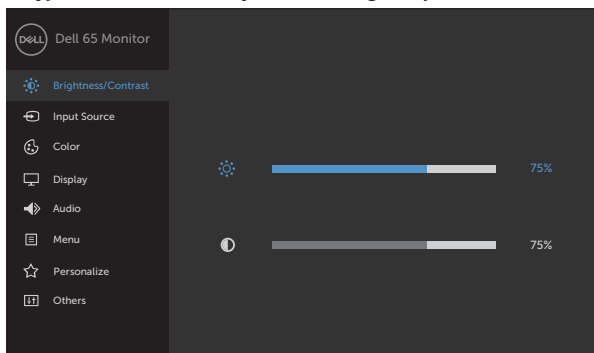 DELL Dell 65 Monitor
Brightness/Contrast
Input Source
Color
75%
Display
Audio
Menu
75%
Personalize
Others